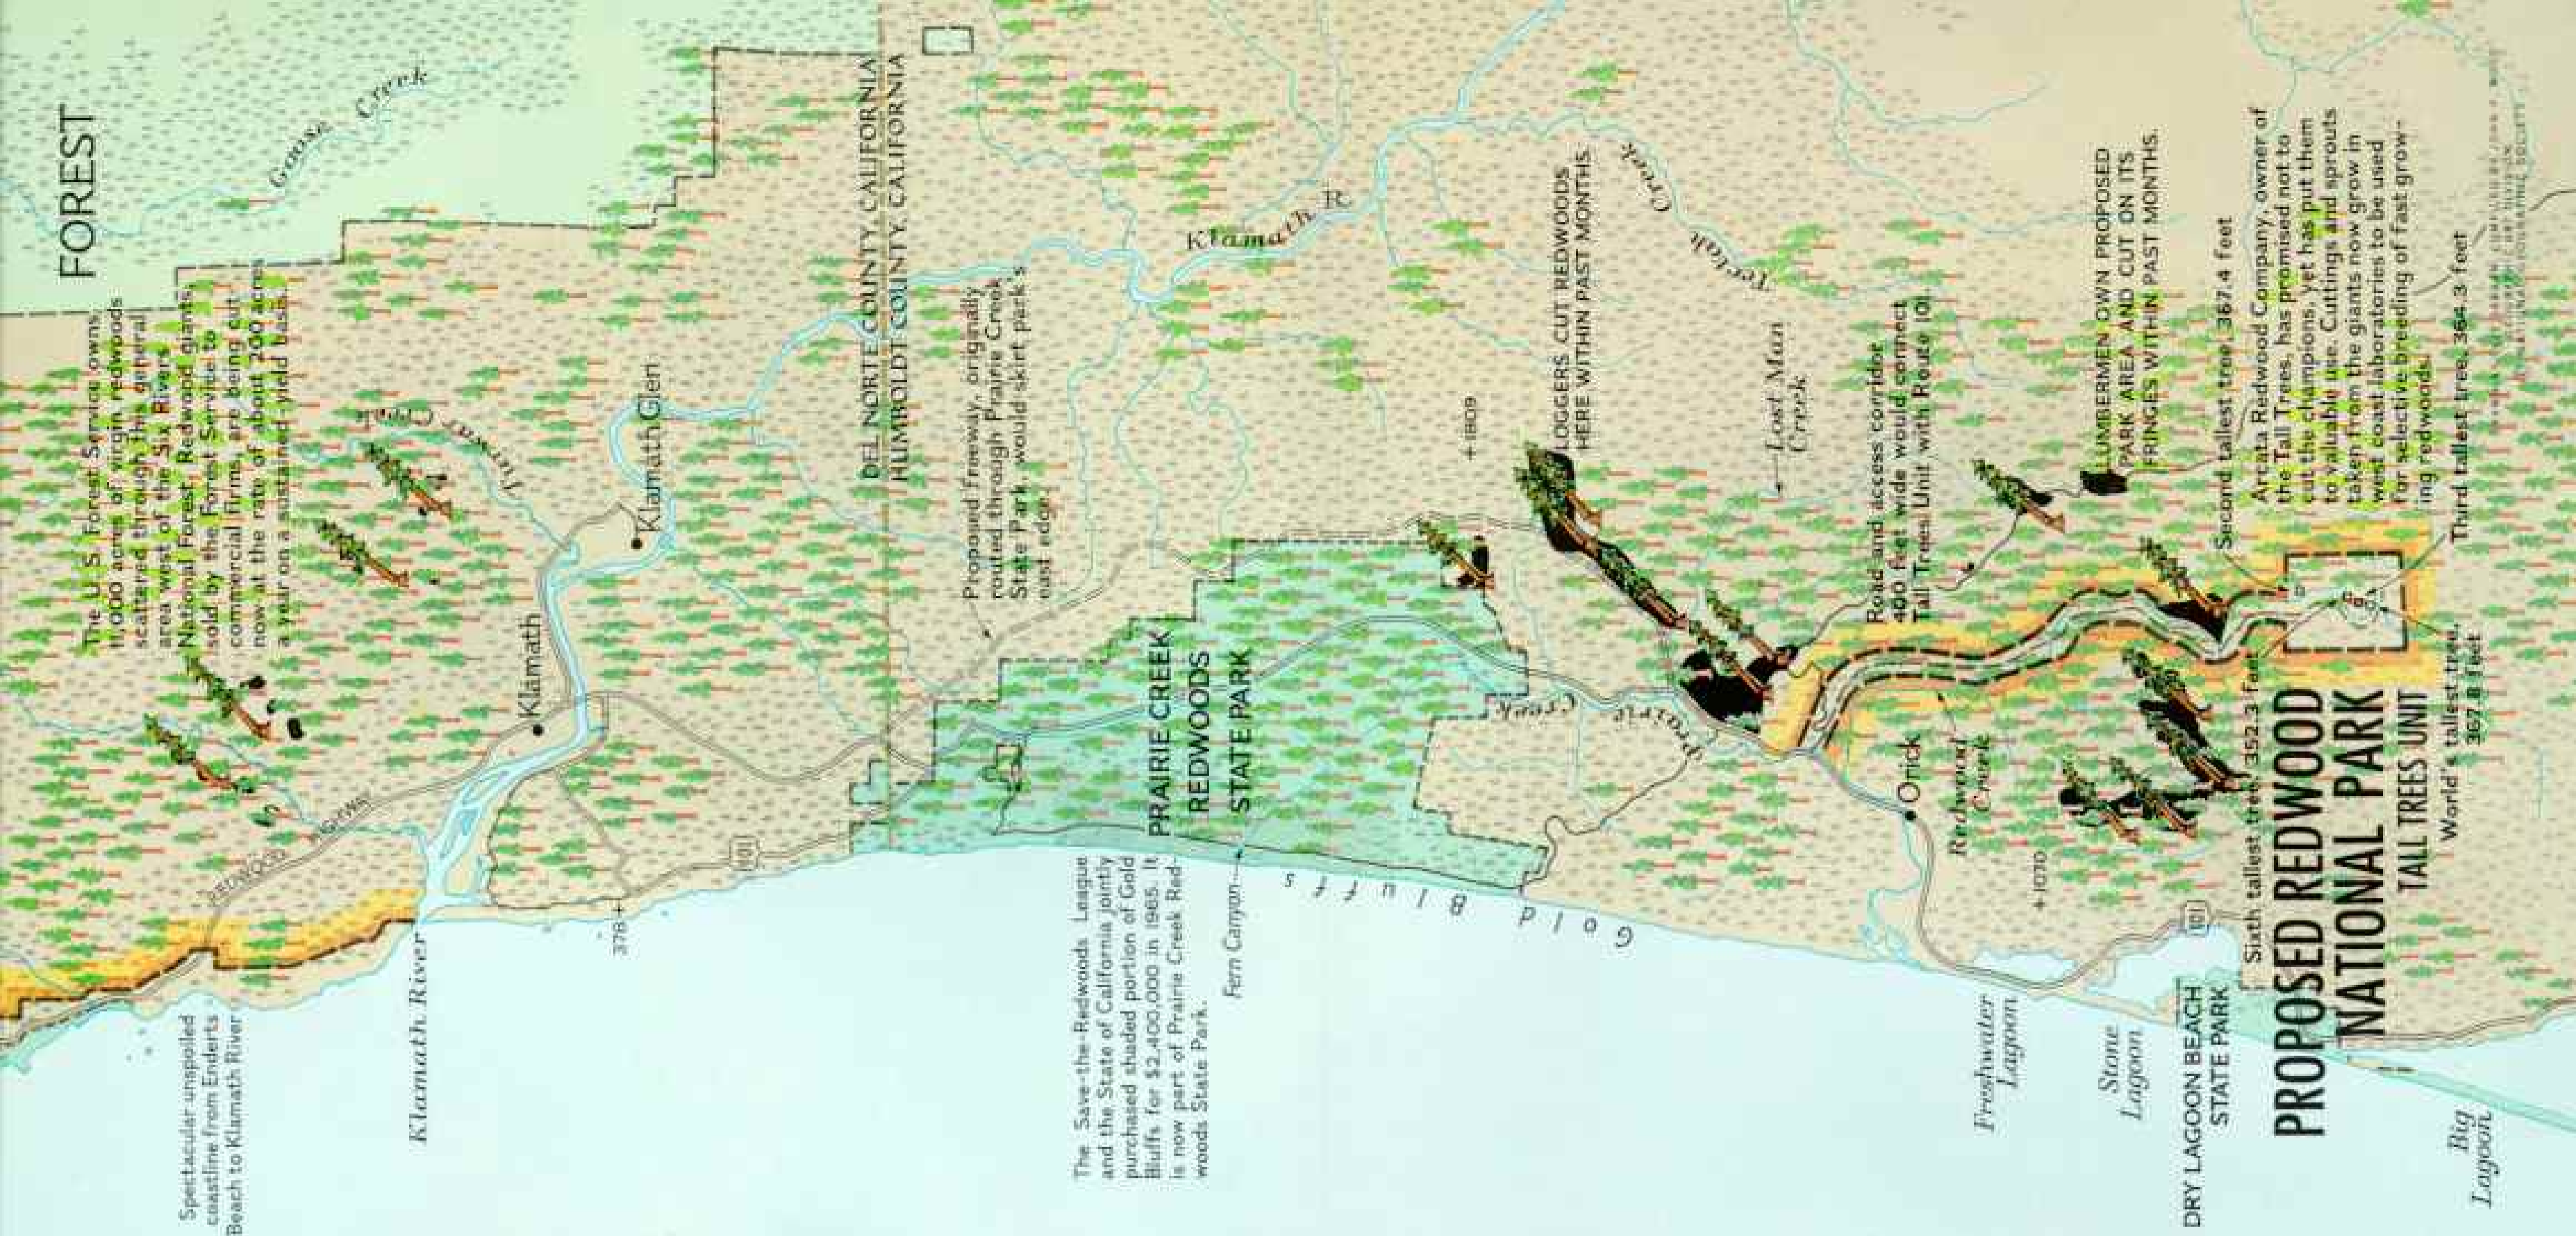 FOREST
Goose Creek
The U.S. Forest Service owns
11,000 acres of virgin redwoods
scattered through this general
area west of the Six Rivers
National Forest. Redwood giants,
sold by the Forest Service to
commercial firms, are being cut
now at the rate of about 200 acres
a year on a sustained-yield basis.
Turwar Creek
Klamath Glen
Klamath
REDWOOD HIGHWAY
Spectacular unspoiled
coastline from Enderts
Beach to Klamath River
Klamath River
378+
101
DEL NORTE COUNTY, CALIFORNIA
HUMBOLDT COUNTY, CALIFORNIA
Proposed freeway, originally
routed through Prairie Creek
State Park, would skirt park's
east edge.
Klamath R
PRAIRIE CREEK
REDWOODS
STATE PARK
The Save-the-Redwoods League
and the State of California jointly
purchased shaded portion of Gold
Bluffs for $2,400,000 in 1965. It
is now part of Prairie Creek Red-
woods State Park.
Fern Canyon
Gold Bluffs
+1809
LOGGERS CUT REDWOODS
HERE WITHIN PAST MONTHS.
Tectah Creek
Prairie Creek
Lost Man
Creek
Road and access corridor
400 feet wide would connect
Tall Trees Unit with Route 101.
Orick
Redwood
Creek
+1070
Freshwater
Lagoon
Stone
Lagoon
101
DRY LAGOON BEACH
STATE PARK
LUMBERMEN OWN PROPOSED
PARK AREA AND CUT ON ITS
FRINGES WITHIN PAST MONTHS.
Second tallest tree, 367.4 feet
Sixth tallest tree, 352.3 feet
Arcata Redwood Company, owner of
the Tall Trees, has promised not to
cut the champions, yet has put them
to valuable use. Cuttings and sprouts
taken from the giants now grow in
west coast laboratories to be used
for selective breeding of fast grow-
ing redwoods.
PROPOSED REDWOOD
NATIONAL PARK
TALL TREES UNIT
World's tallest tree,
367.8 feet
Third tallest tree, 364.3 feet
Big
Lagoon
NATIONAL GEOGRAPHIC SOCIETY